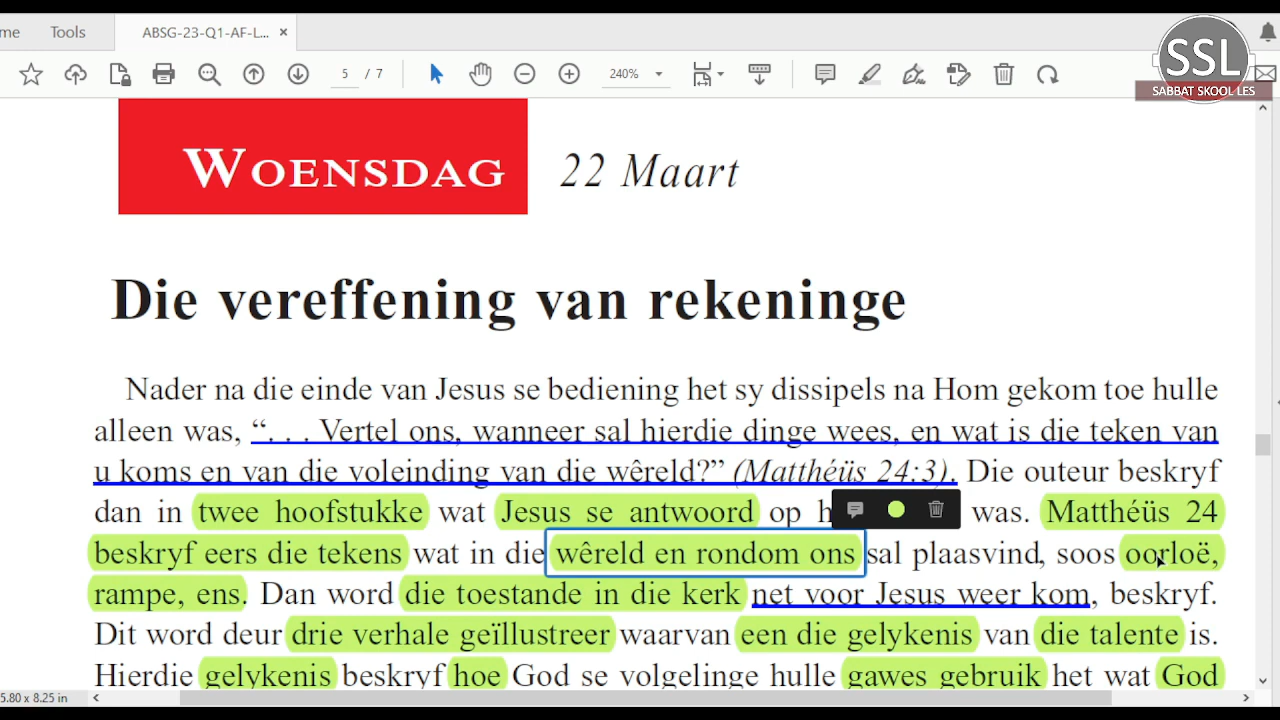 me Tools ABSG-23-Q1-AF-L... ×
SSL
SABBAT SKOOL LES
5 / 7 240%
WOENSDAG 22 Maart
Die vereffening van rekeninge
Nader na die einde van Jesus se bediening het sy dissipels na Hom gekom toe hulle
alleen was, “. . . Vertel ons, wanneer sal hierdie dinge wees, en wat is die teken van
u koms en van die voleinding van die wêreld?” (Matthéüs 24:3). Die outeur beskryf
dan in twee hoofstukke wat Jesus se antwoord op was. Matthéüs 24
beskryf eers die tekens wat in die wêreld en rondom ons sal plaasvind, soos oorloë,
rampe, ens. Dan word die toestande in die kerk net voor Jesus weer kom, beskryf.
Dit word deur drie verhale geïllustreer waarvan een die gelykenis van die talente is.
Hierdie gelykenis beskryf hoe God se volgelinge hulle gawes gebruik het wat God
5.80 x 8.25 in